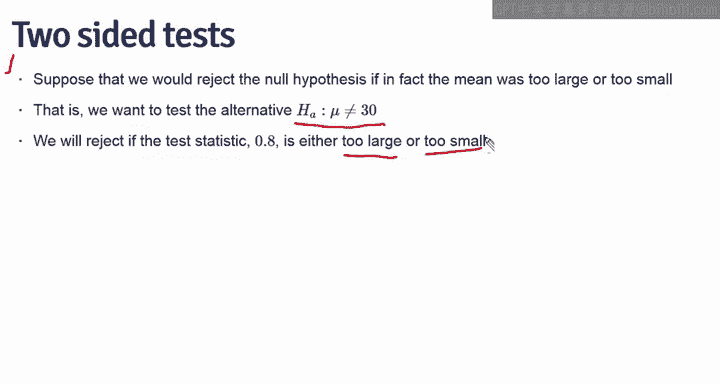 Two sided tests
· Suppose that we would reject the null hypothesis if in fact the mean was too large or too small
· That is, we want to test the alternative Hₐ : μ ≠ 30
· We will reject if the test statistic, 0.8, is either too large or too small